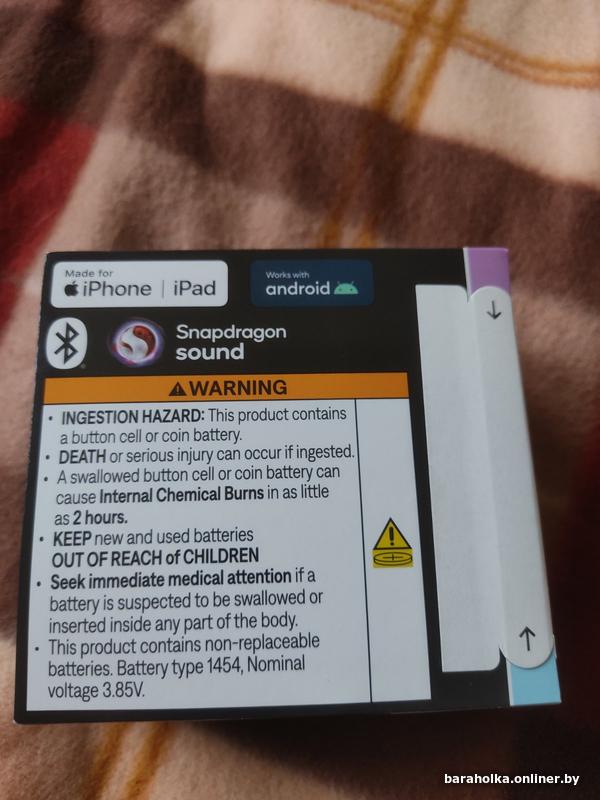 Made for
iPhone | iPad
Works with
android
Snapdragon
sound
⚠WARNING
• INGESTION HAZARD: This product contains
a button cell or coin battery.
• DEATH or serious injury can occur if ingested.
• A swallowed button cell or coin battery can
cause Internal Chemical Burns in as little
as 2 hours.
• KEEP new and used batteries
OUT OF REACH of CHILDREN
• Seek immediate medical attention if a
battery is suspected to be swallowed or
inserted inside any part of the body.
• This product contains non-replaceable
batteries. Battery type 1454, Nominal
voltage 3.85V.
baraholka.onliner.by